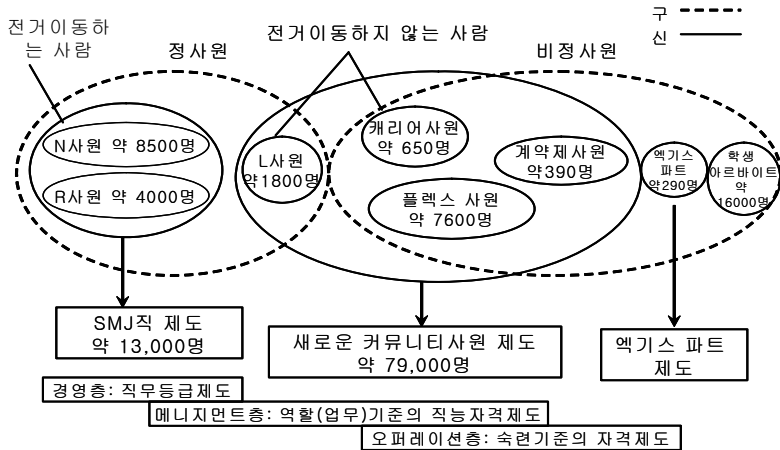 구
신
전거이동하
는 사람
정사원
전거이동하지 않는 사람
비정사원
N사원 약 8500명
R사원 약 4000명
L사원
약1800명
캐리어사원
약 650명
계약제사원
약390명
플렉스 사원
약 7600명
엑기스
파트
약290명
학생
아르바이트
약
16000명
SMJ직 제도
약 13,000명
새로운 커뮤니티사원 제도
약 79,000명
엑기스 파트
제도
경영층: 직무등급제도
메니지먼트층: 역할(업무)기준의 직능자격제도
오퍼레이션층: 숙련기준의 자격제도